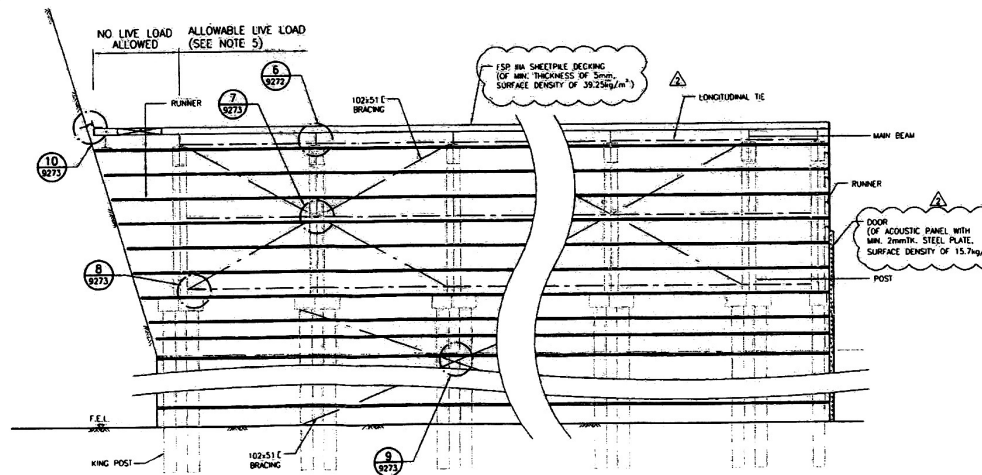 NO LIVE LOAD
ALLOWED
ALLOWABLE LIVE LOAD
(SEE NOTE 5)
6
9272
FSP IIIA SHEETPILE DECKING
(OF MIN. THICKNESS OF 5mm,
SURFACE DENSITY OF 39.25kg/m²)
2
LONGITUDINAL TIE
RUNNER
7
9273
102x51 [
BRACING
MAIN BEAM
10
9273
RUNNER
2
DOOR
(OF ACOUSTIC PANEL WITH
MIN. 2mmTK. STEEL PLATE,
SURFACE DENSITY OF 15.7kg/
8
9273
POST
F.E.L.
KING POST
102x51 [
BRACING
9
9273